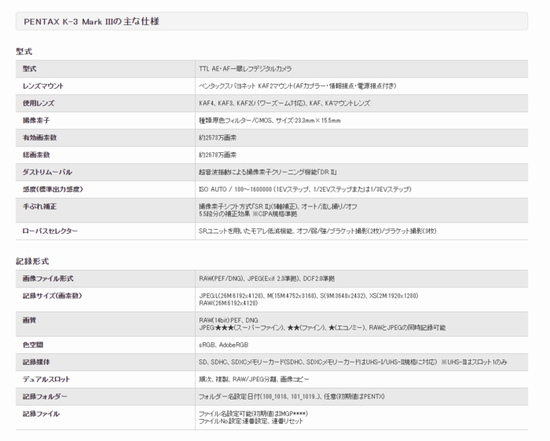 PENTAX K-3 Mark IIIの主な仕様
型式
型式 TTL AE・AF一眼レフデジタルカメラ
レンズマウント ペンタックスバヨネット KAF2マウント(AFカプラー・情報接点・電源接点付き)
使用レンズ KAF4、KAF3、KAF2(パワーズーム対応)、KAF、KAマウントレンズ
撮像素子 種類:原色フィルター/CMOS、サイズ:23.3mm×15.5mm
有効画素数 約2573万画素
総画素数 約2678万画素
ダストリムーバル 超音波振動による撮像素子クリーニング機能「DR II」
感度(標準出力感度) ISO AUTO / 100~1600000 (1EVステップ、1/2EVステップまたは1/3EVステップ)
手ぶれ補正 撮像素子シフト方式「SR II」(5軸補正)、オート/流し撮り/オフ
5.5段分の補正効果 ※CIPA規格準拠
ローパスセレクター SRユニットを用いたモアレ低減機能、オフ/弱/強/ブラケット撮影(2枚)/ブラケット撮影(3枚)
記録形式
画像ファイル形式 RAW(PEF/DNG)、JPEG(Exif 2.3準拠)、DCF2.0準拠
記録サイズ(画素数) JPEG:L(26M:6192x4128)、M(15M:4752x3168)、S(9M:3648x2432)、XS(2M:1920x1280)
RAW(26M:6192x4128)
画質 RAW(14bit):PEF、DNG
JPEG:★★★(スーパーファイン)、★★(ファイン)、★(エコノミー)、RAWとJPEGの同時記録可能
色空間 sRGB、AdobeRGB
記録媒体 SD、SDHC、SDXCメモリーカード(SDHC、SDXCメモリーカードはUHS-I/UHS-II規格に対応) ※UHS-IIはスロット1のみ
デュアルスロット 順次、複製、RAW/JPEG分離、画像コピー
記録フォルダー フォルダー名設定:日付(100_1018、101_1019..)、任意(初期値はPENTX)
記録ファイル ファイル名設定可能(初期値はIMGP****)
ファイルNo.設定:連番設定、連番リセット